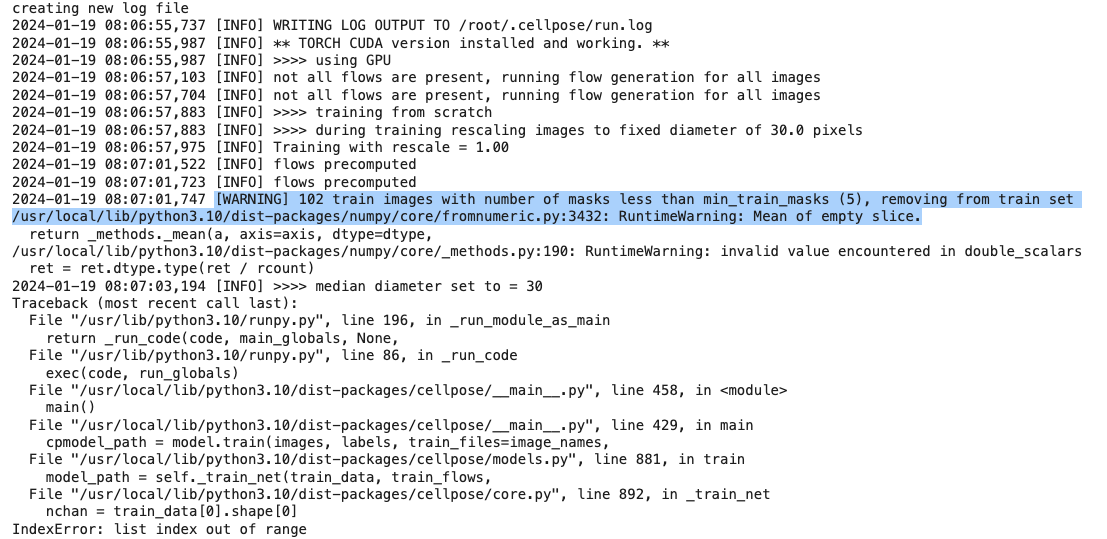 creating new log file
2024-01-19 08:06:55,737 [INFO] WRITING LOG OUTPUT TO /root/.cellpose/run.log
2024-01-19 08:06:55,987 [INFO] ** TORCH CUDA version installed and working. **
2024-01-19 08:06:55,987 [INFO] >>>> using GPU
2024-01-19 08:06:57,103 [INFO] not all flows are present, running flow generation for all images
2024-01-19 08:06:57,704 [INFO] not all flows are present, running flow generation for all images
2024-01-19 08:06:57,883 [INFO] >>>> training from scratch
2024-01-19 08:06:57,883 [INFO] >>>> during training rescaling images to fixed diameter of 30.0 pixels
2024-01-19 08:06:57,975 [INFO] Training with rescale = 1.00
2024-01-19 08:07:01,522 [INFO] flows precomputed
2024-01-19 08:07:01,723 [INFO] flows precomputed
2024-01-19 08:07:01,747 [WARNING] 102 train images with number of masks less than min_train_masks (5), removing from train set
/usr/local/lib/python3.10/dist-packages/numpy/core/fromnumeric.py:3432: RuntimeWarning: Mean of empty slice.
  return _methods._mean(a, axis=axis, dtype=dtype,
/usr/local/lib/python3.10/dist-packages/numpy/core/_methods.py:190: RuntimeWarning: invalid value encountered in double_scalars
  ret = ret.dtype.type(ret / rcount)
2024-01-19 08:07:03,194 [INFO] >>>> median diameter set to = 30
Traceback (most recent call last):
  File "/usr/lib/python3.10/runpy.py", line 196, in _run_module_as_main
    return _run_code(code, main_globals, None,
  File "/usr/lib/python3.10/runpy.py", line 86, in _run_code
    exec(code, run_globals)
  File "/usr/local/lib/python3.10/dist-packages/cellpose/__main__.py", line 458, in <module>
    main()
  File "/usr/local/lib/python3.10/dist-packages/cellpose/__main__.py", line 429, in main
    cpmodel_path = model.train(images, labels, train_files=image_names,
  File "/usr/local/lib/python3.10/dist-packages/cellpose/models.py", line 881, in train
    model_path = self._train_net(train_data, train_flows,
  File "/usr/local/lib/python3.10/dist-packages/cellpose/core.py", line 892, in _train_net
    nchan = train_data[0].shape[0]
IndexError: list index out of range